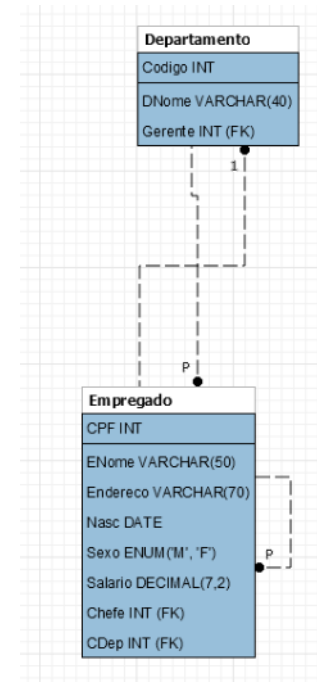 Departamento
Codigo INT
DNome VARCHAR(40)
Gerente INT (FK)
1
P
Empregado
CPF INT
ENome VARCHAR(50)
Endereco VARCHAR(70)
Nasc DATE
Sexo ENUM('M', 'F')
P
Salario DECIMAL(7,2)
Chefe INT (FK)
CDep INT (FK)